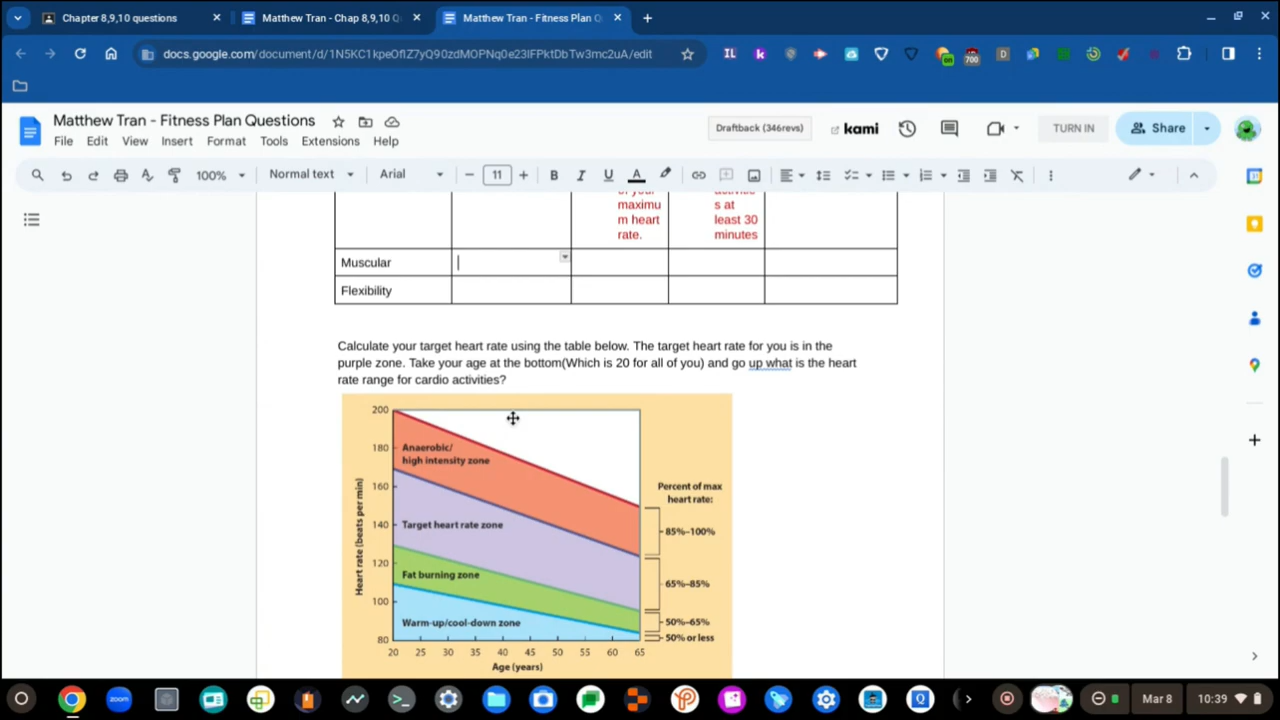 Chapter 8,9,10 questions
Matthew Tran - Chap 8,9,10 Q
Matthew Tran - Fitness Plan Q
docs.google.com/document/d/1N5KC1kpeOflZ7yQ90zdMOPNq0e23IFPktDbTw3mc2uA/edit
Matthew Tran - Fitness Plan Questions
File Edit View Insert Format Tools Extensions Help
Draftback (346revs)
kami
TURN IN
Share
100%
Normal text
Arial
11
maximu
m heart
rate.
s at
least 30
minutes
Muscular
Flexibility
Calculate your target heart rate using the table below. The target heart rate for you is in the
purple zone. Take your age at the bottom(Which is 20 for all of you) and go up what is the heart
rate range for cardio activities?
Heart rate (beats per min)
200
180
160
140
120
100
80
Anaerobic/
high intensity zone
Target heart rate zone
Fat burning zone
Warm-up/cool-down zone
Percent of max
heart rate:
85%–100%
65%–85%
50%–65%
50% or less
20 25 30 35 40 45 50 55 60 65
Age (years)
zoom
Mar 8
10:39